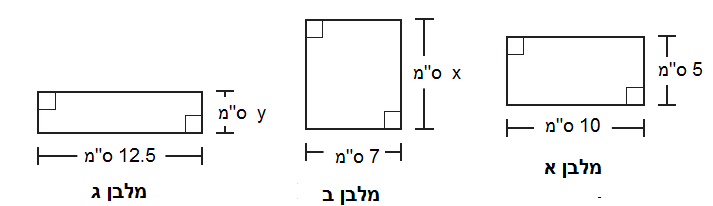 5 ס"מ
10 ס"מ
מלבן א
x ס"מ
7 ס"מ
מלבן ב
y ס"מ
12.5 ס"מ
מלבן ג